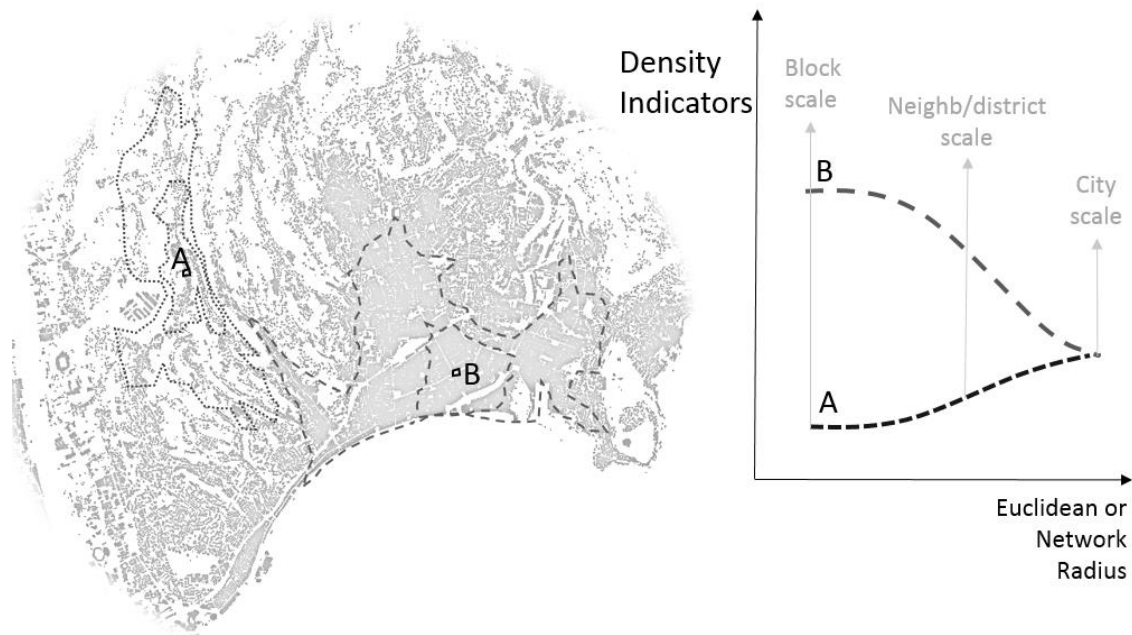 A
B
Density
Indicators
Block
scale
Neighb/district
scale
City
scale
B
A
Euclidean or
Network
Radius